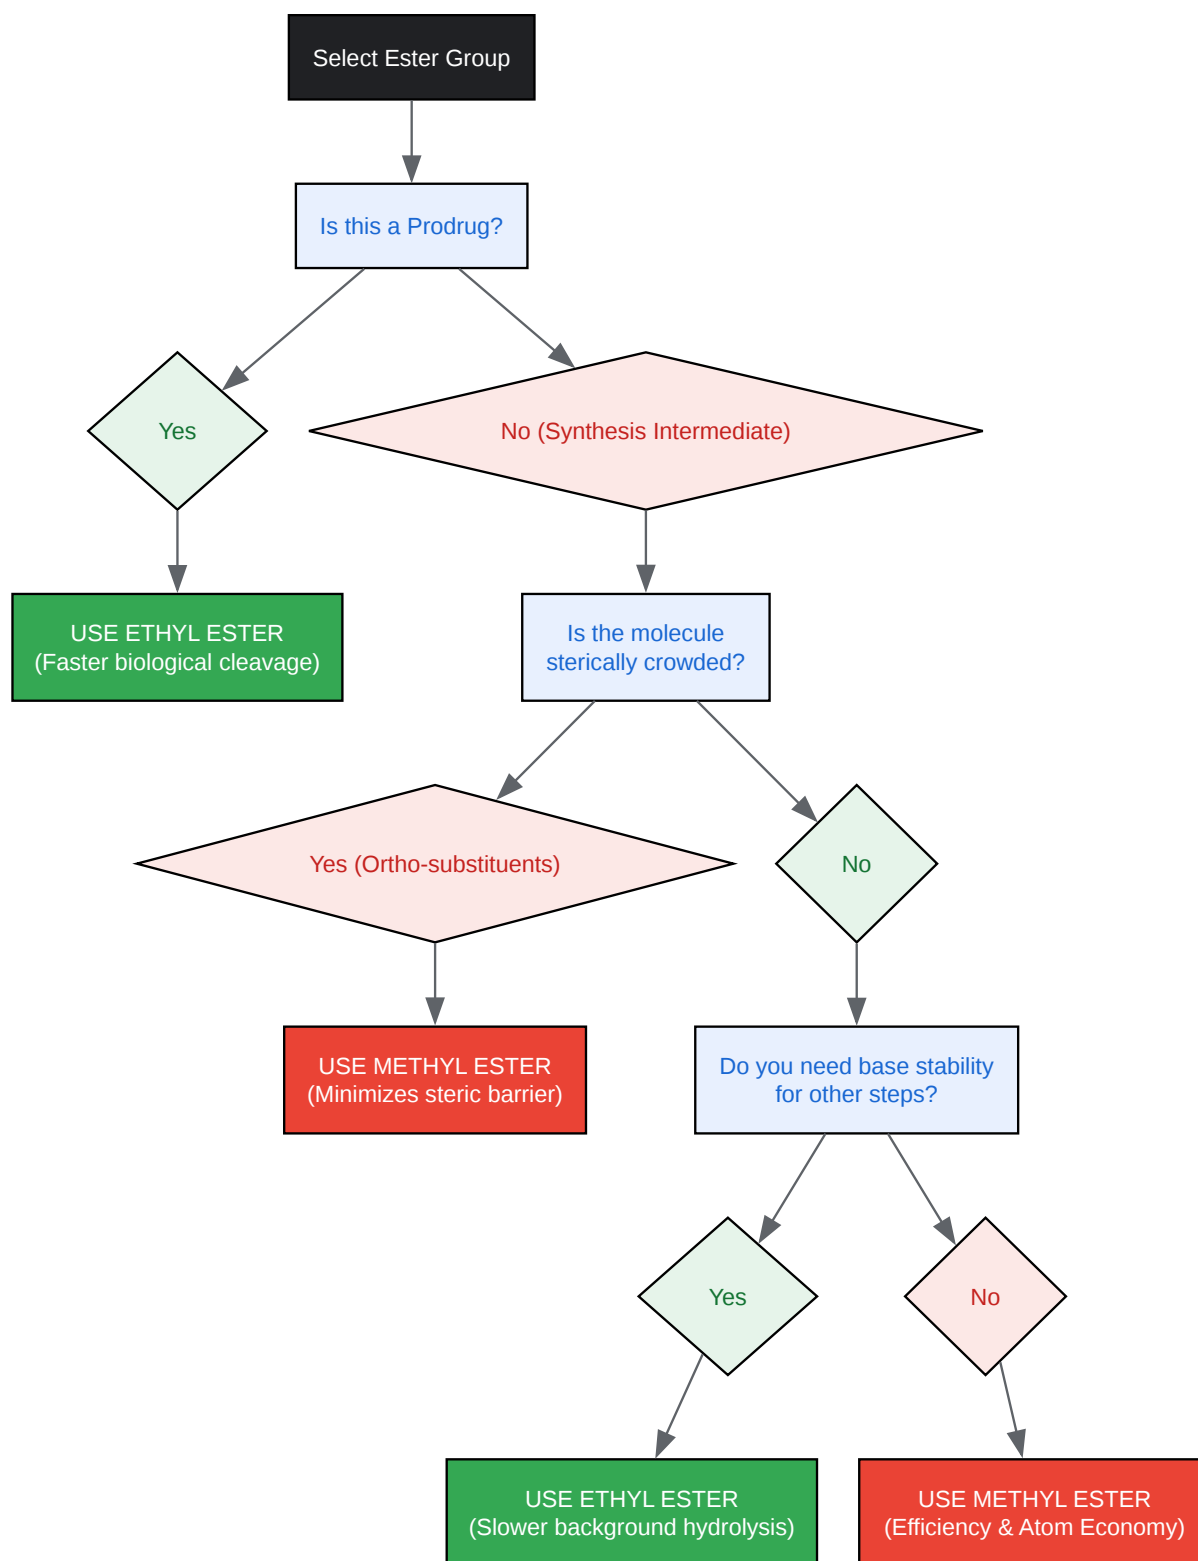 Select Ester Group
Is this a Prodrug?
Yes
No (Synthesis Intermediate)
USE ETHYL ESTER
(Faster biological cleavage)
Is the molecule
sterically crowded?
Yes (Ortho-substituents)
No
USE METHYL ESTER
(Minimizes steric barrier)
Do you need base stability
for other steps?
Yes
No
USE ETHYL ESTER
(Slower background hydrolysis)
USE METHYL ESTER
(Efficiency & Atom Economy)